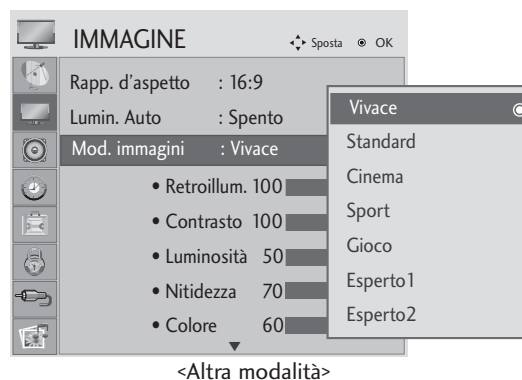 IMMAGINE Sposta OK
Rapp. d'aspetto : 16:9
Lumin. Auto : Spento
Mod. immagini : Vivace
• Retroillum. 100
• Contrasto 100
• Luminosità 50
• Nitidezza 70
• Colore 60
Vivace
Standard
Cinema
Sport
Gioco
Esperto1
Esperto2
<Altra modalità>